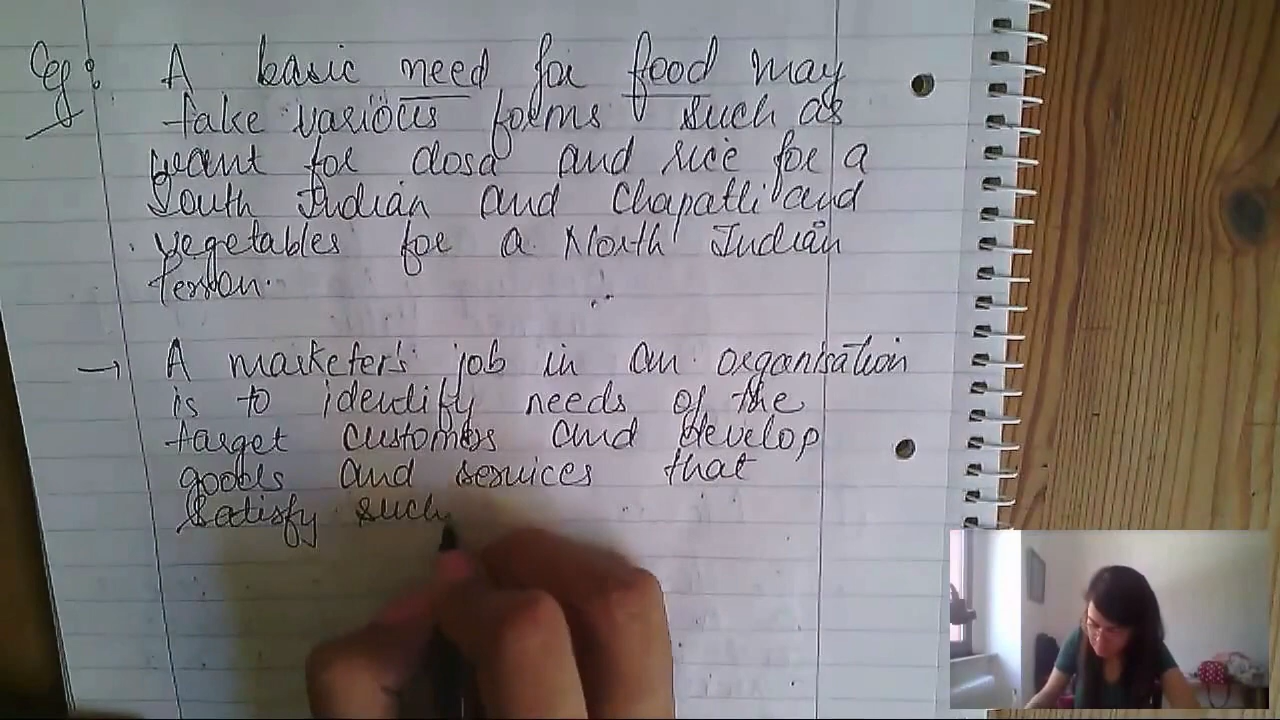 Eg: A basic need for food may
take various forms such as
want for dosa and rice for a
South Indian and Chapatti and
vegetables for a North Indian
Person.
→ A marketer's job in an organisation
is to identify needs of the
target customers and develop
goods and services that
satisfy such